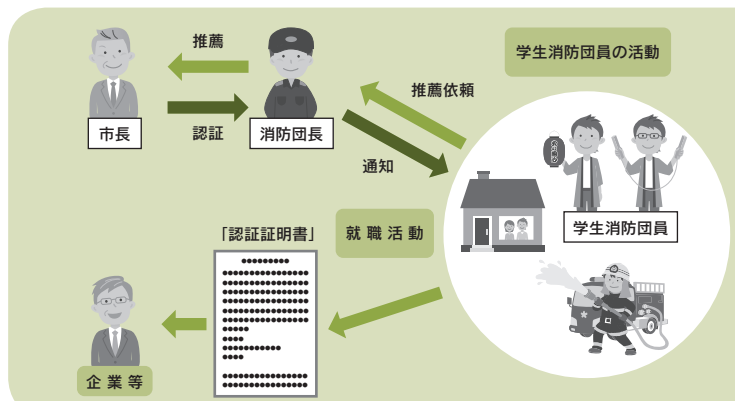 推薦
学生消防団員の活動
推薦依頼
市長
認証
消防団長
通知
学生消防団員
「認証証明書」
就職活動
企業等